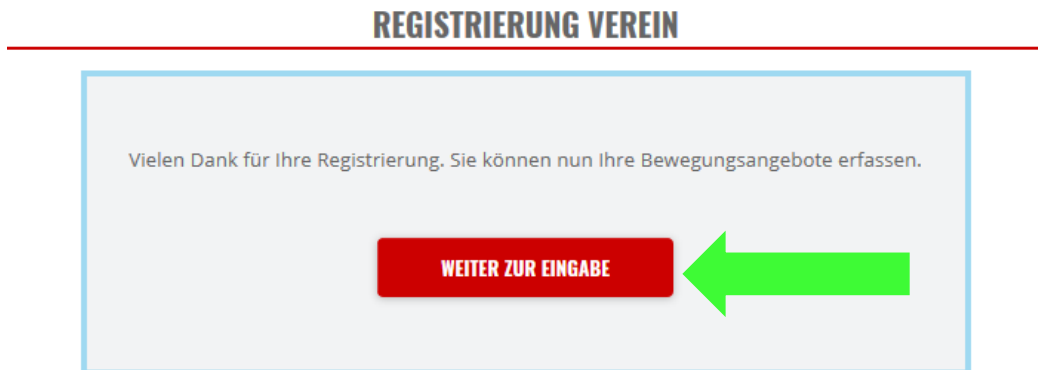 REGISTRIERUNG VEREIN
Vielen Dank für Ihre Registrierung. Sie können nun Ihre Bewegungsangebote erfassen.
WEITER ZUR EINGABE